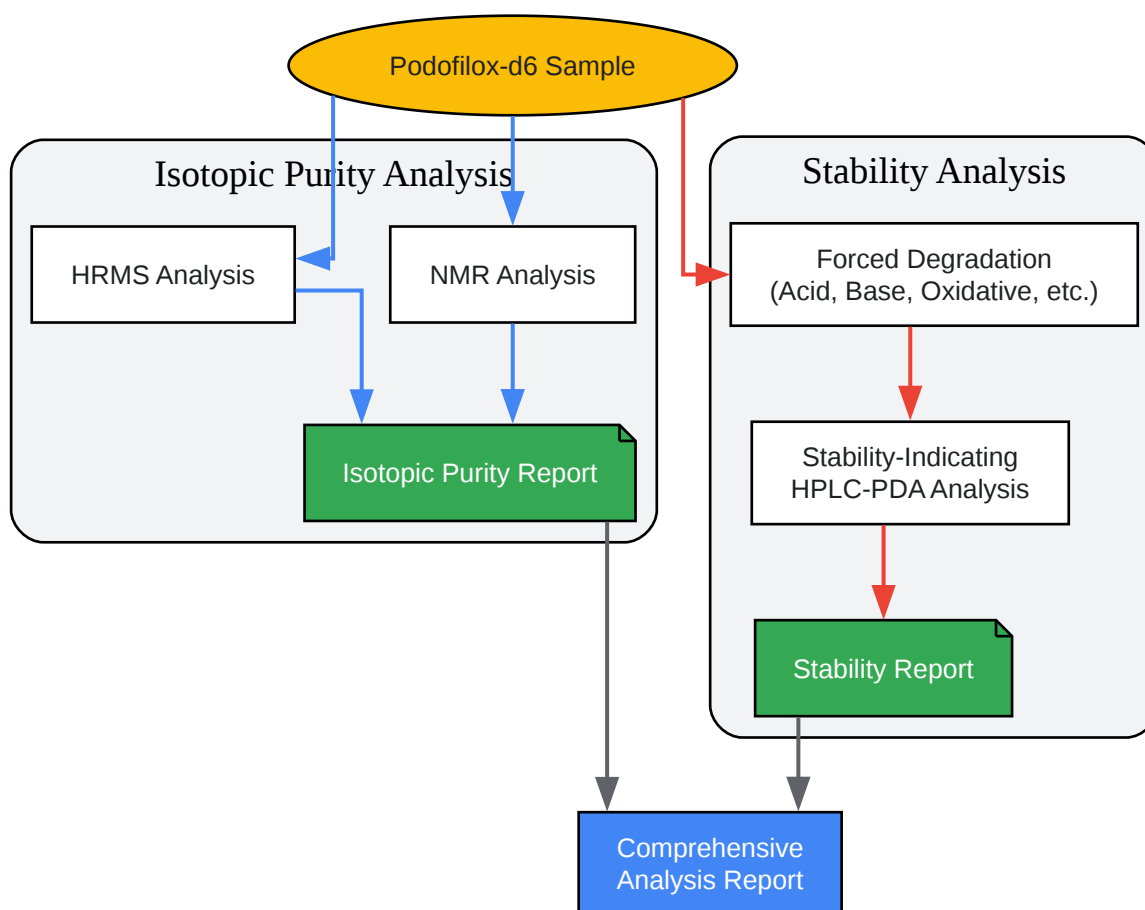 Podofilox-d6 Sample
Isotopic Purity Analysis
HRMS Analysis
NMR Analysis
Isotopic Purity Report
Stability Analysis
Forced Degradation
(Acid, Base, Oxidative, etc.)
Stability-Indicating
HPLC-PDA Analysis
Stability Report
Comprehensive
Analysis Report